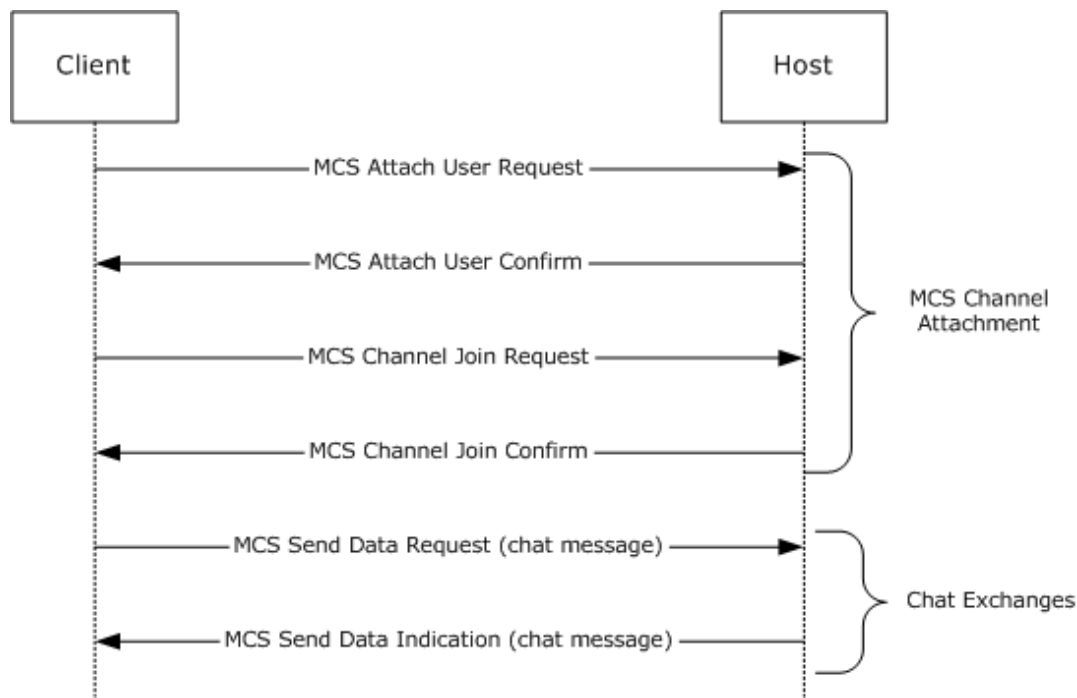 Client
Host
MCS Attach User Request
MCS Attach User Confirm
MCS Channel
Attachment
MCS Channel Join Request
MCS Channel Join Confirm
MCS Send Data Request (chat message)
Chat Exchanges
MCS Send Data Indication (chat message)